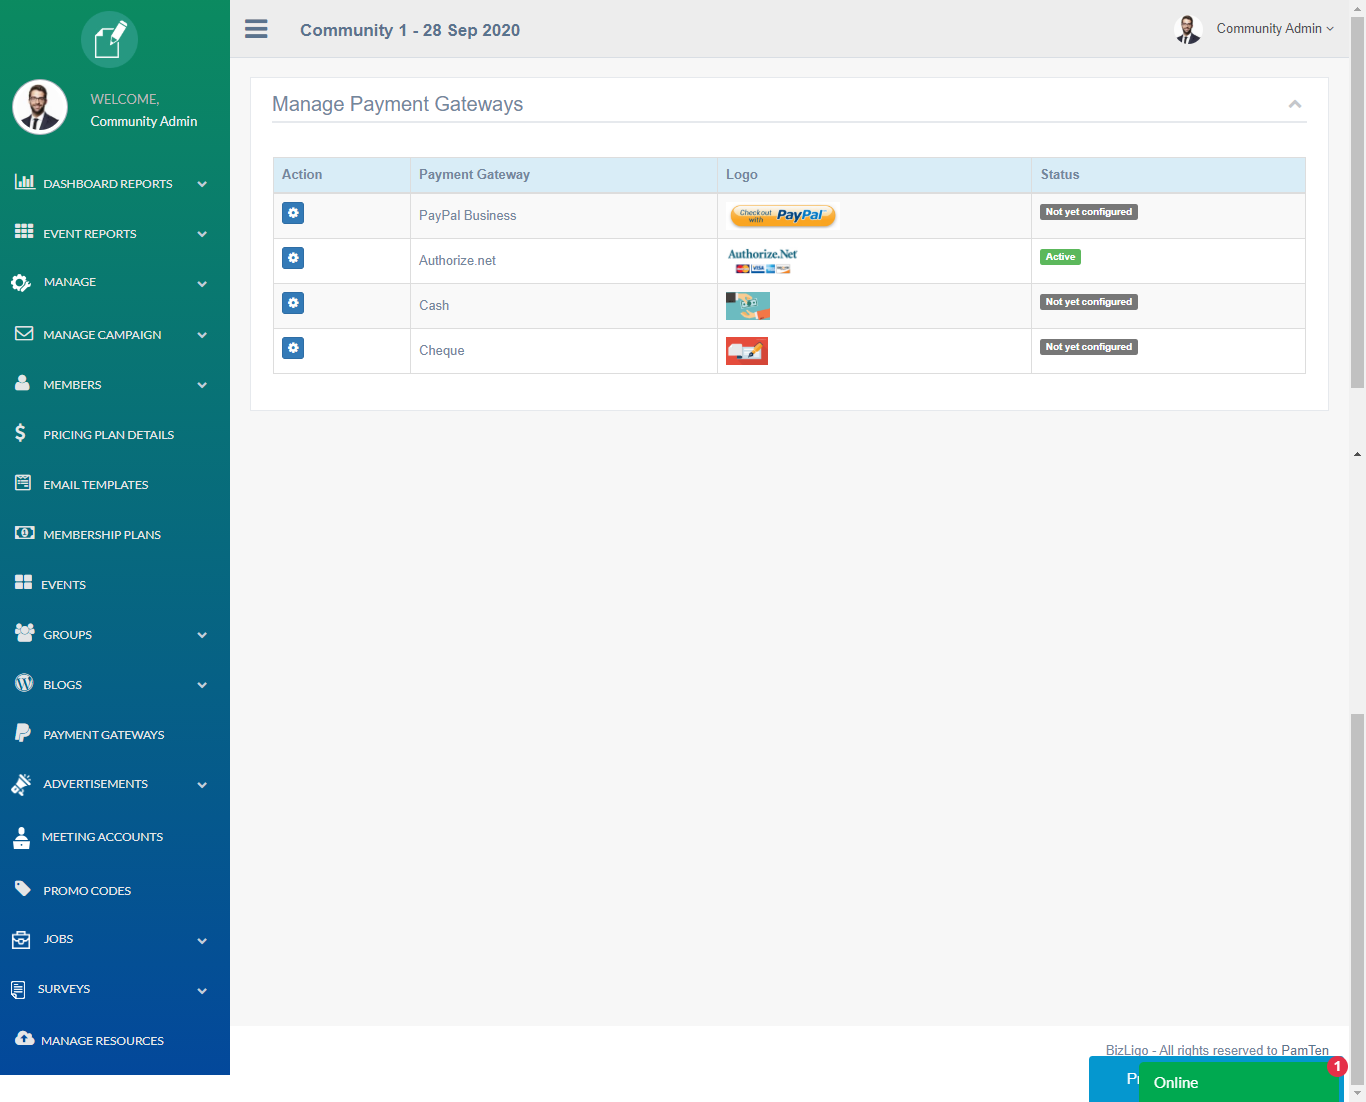 Community 1 - 28 Sep 2020
Community Admin
WELCOME,
Community Admin
DASHBOARD REPORTS
EVENT REPORTS
MANAGE
MANAGE CAMPAIGN
MEMBERS
PRICING PLAN DETAILS
EMAIL TEMPLATES
MEMBERSHIP PLANS
EVENTS
GROUPS
BLOGS
PAYMENT GATEWAYS
ADVERTISEMENTS
MEETING ACCOUNTS
PROMO CODES
JOBS
SURVEYS
MANAGE RESOURCES
Manage Payment Gateways
Action Payment Gateway Logo Status
PayPal Business Checkout with PayPal Not yet configured
Authorize.net Authorize.Net VISA Active
Cash Not yet configured
Cheque Not yet configured
BizLigo - All rights reserved to PamTen
Online
1